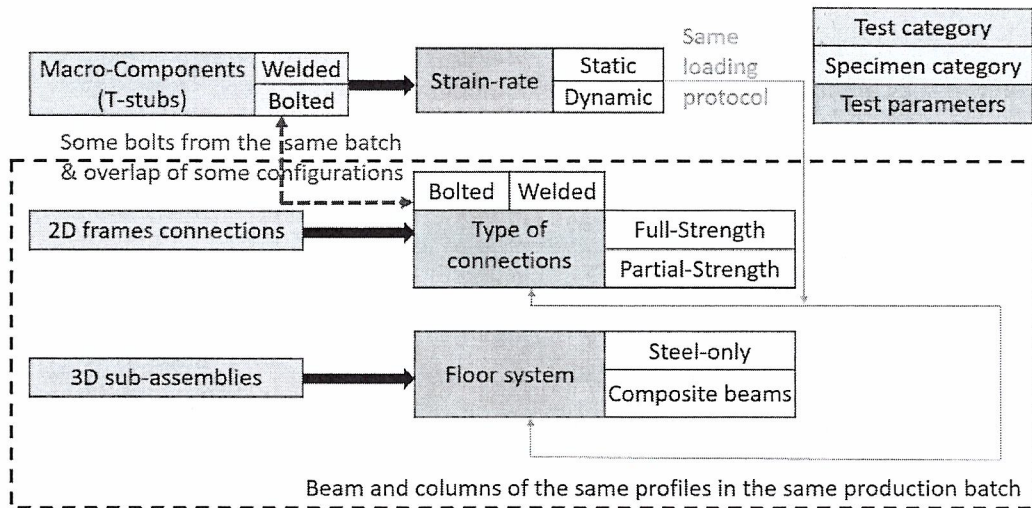 Macro-Components
(T-stubs)
Welded
Bolted
Strain-rate
Static
Dynamic
Same
loading
protocol
Test category
Specimen category
Test parameters
Some bolts from the same batch
& overlap of some configurations
Bolted
Welded
2D frames connections
Type of
connections
Full-Strength
Partial-Strength
3D sub-assemblies
Floor system
Steel-only
Composite beams
Beam and columns of the same profiles in the same production batch